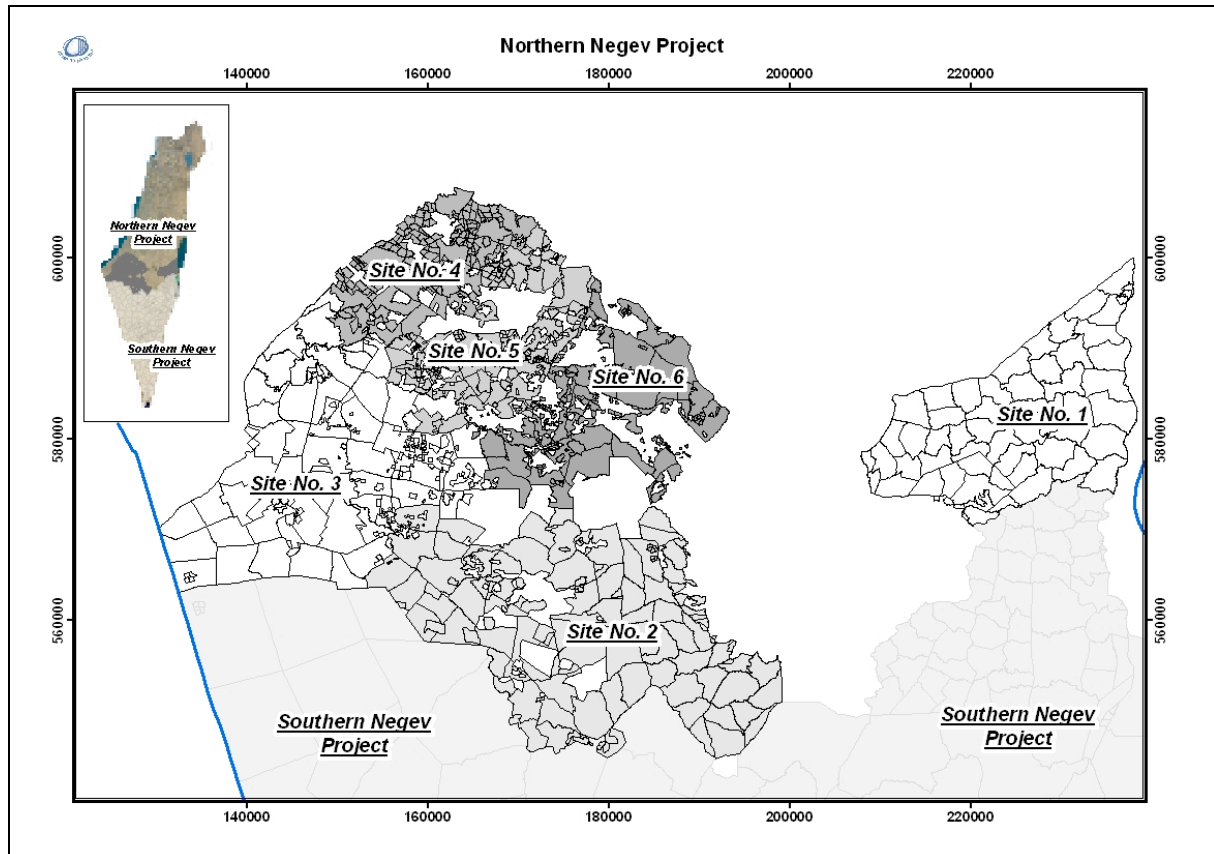 Northern Negev Project
140000 160000 180000 200000 220000
Northern Negev
Project
Southern Negev
Project
600000 600000
Site No. 4
Site No. 5
Site No. 6
Site No. 1
580000 580000
Site No. 3
560000 560000
Site No. 2
Southern Negev
Project
Southern Negev
Project
140000 160000 180000 200000 220000